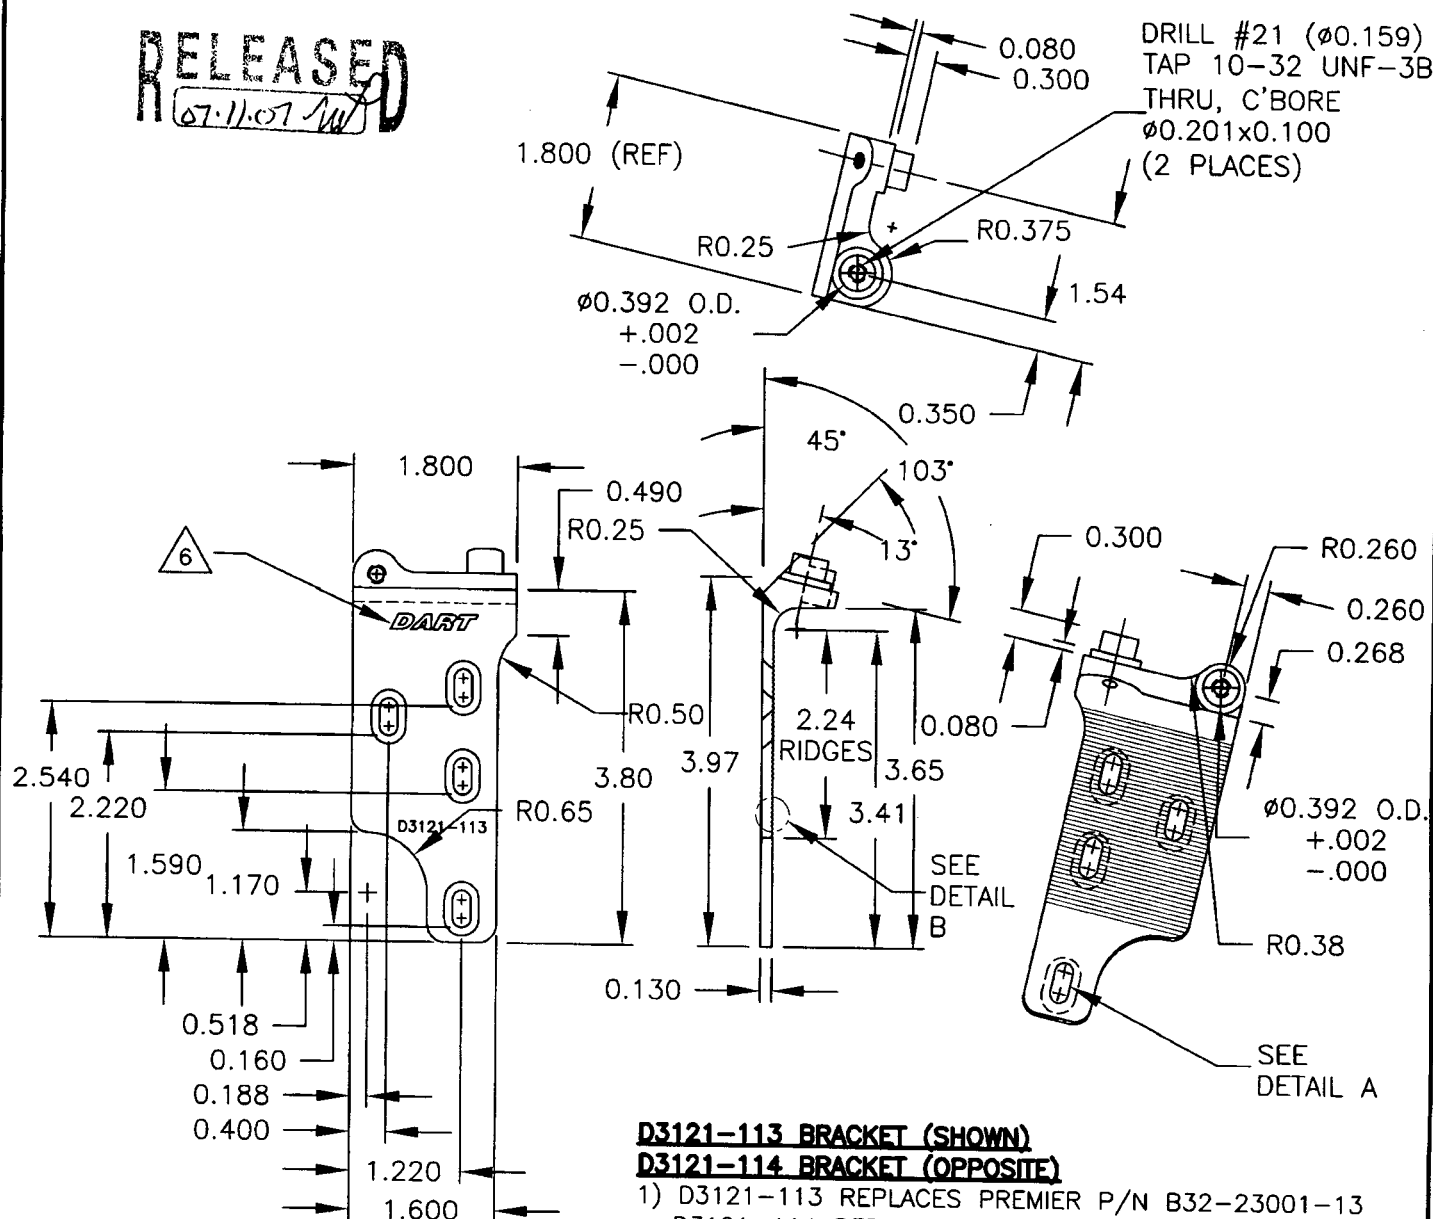 RELEASED
07.11.07
0.080
0.300
DRILL #21 (ø0.159)
TAP 10-32 UNF-3B
THRU, C'BORE
ø0.201x0.100
(2 PLACES)
1.800 (REF)
R0.25
R0.375
1.54
ø0.392 O.D.
+.002
-.000
0.350
45°
103°
13°
1.800
0.490
R0.25
6
DART
R0.50
2.540
2.220
1.590
1.170
D3121-113
R0.65
3.80
3.97
2.24
RIDGES
3.65
3.41
SEE
DETAIL
B
0.130
0.518
0.160
0.188
0.400
1.220
1.600
0.300
R0.260
0.260
0.268
0.080
ø0.392 O.D.
+.002
-.000
R0.38
SEE
DETAIL A
D3121-113 BRACKET (SHOWN)
D3121-114 BRACKET (OPPOSITE)
1) D3121-113 REPLACES PREMIER P/N B32-23001-13